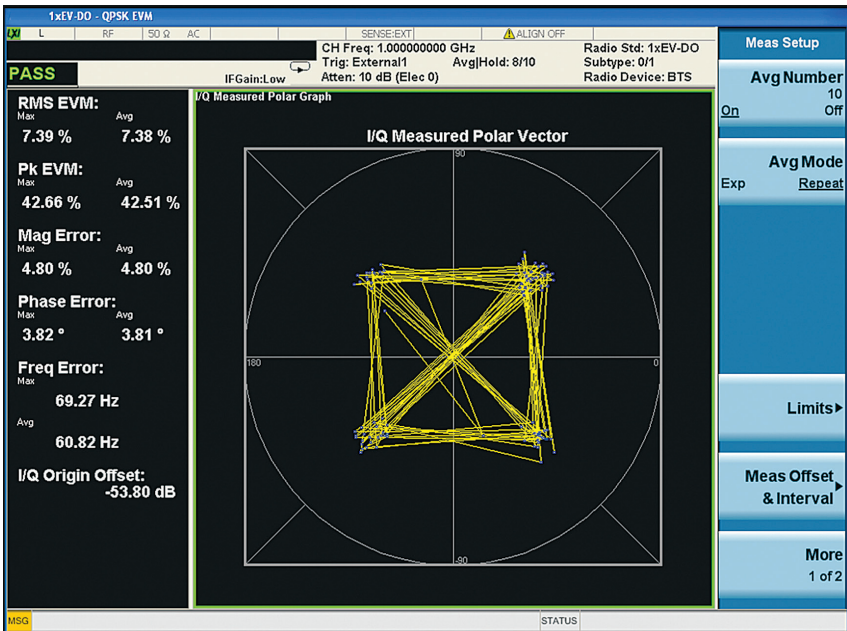 1xEV-DO - QPSK EVM
LXI L RF 50 Ω AC SENSE:EXT ALIGN OFF
CH Freq: 1.000000000 GHz Radio Std: 1xEV-DO
Trig: External1 Avg|Hold: 8/10 Subtype: 0/1
IFGain:Low Atten: 10 dB (Elec 0) Radio Device: BTS
PASS
RMS EVM:
Max Avg
7.39 % 7.38 %
Pk EVM:
Max Avg
42.66 % 42.51 %
Mag Error:
Max Avg
4.80 % 4.80 %
Phase Error:
Max Avg
3.82 º 3.81 º
Freq Error:
Max
69.27 Hz
Avg
60.82 Hz
I/Q Origin Offset:
-53.80 dB
I/Q Measured Polar Graph
I/Q Measured Polar Vector
90
180
0
-90
Meas Setup
Avg Number
10
On Off
Avg Mode
Exp Repeat
Limits
Meas Offset
& Interval
More
1 of 2
MSG STATUS